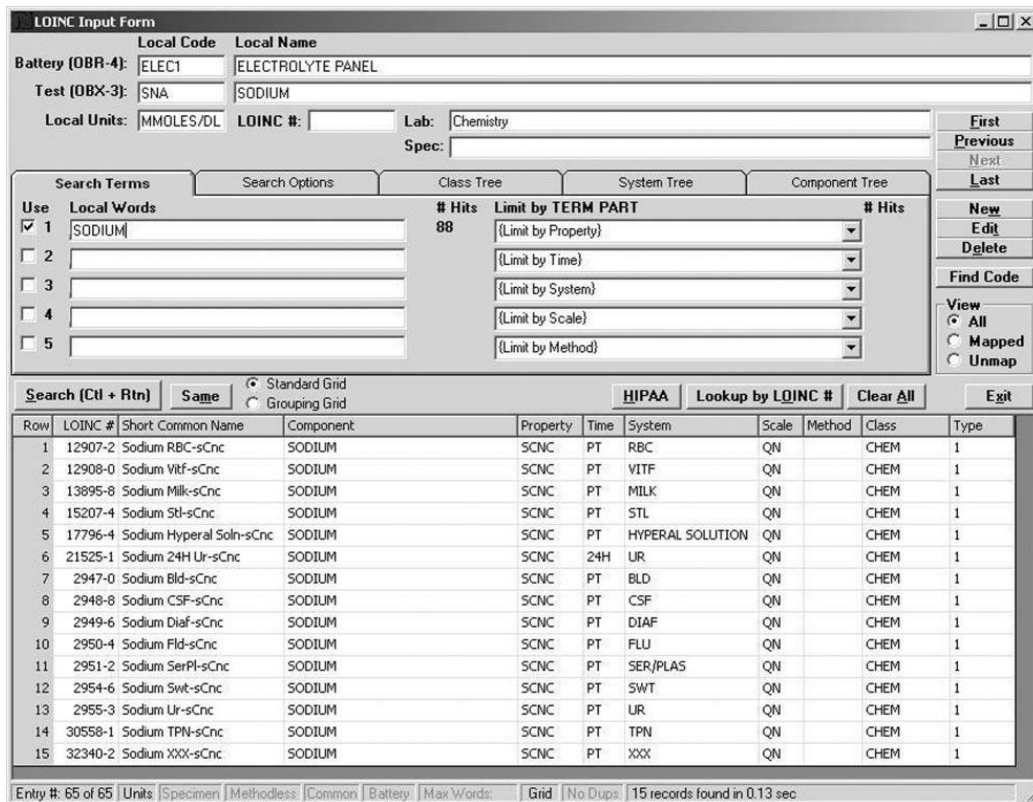 LOINC Input Form
Local Code Local Name
Battery (OBR-4): ELEC1 ELECTROLYTE PANEL
Test (OBX-3): SNA SODIUM
Local Units: MMOLES/DL LOINC #: Lab: Chemistry
Spec:
First
Previous
Next
Last
Search Terms Search Options Class Tree System Tree Component Tree
Use Local Words # Hits Limit by TERM PART # Hits
1 SODIUM 88 {Limit by Property}
2 {Limit by Time}
3 {Limit by System}
4 {Limit by Scale}
5 {Limit by Method}
New
Edit
Delete
Find Code
View
All
Mapped
Unmap
Search (Ctl + Rtn) Same Standard Grid
Grouping Grid
HIPAA Lookup by LOINC # Clear All Exit
Row LOINC # Short Common Name Component Property Time System Scale Method Class Type
1 12907-2 Sodium RBC-sCnc SODIUM SCNC PT RBC QN CHEM 1
2 12908-0 Sodium Vitf-sCnc SODIUM SCNC PT VITF QN CHEM 1
3 13895-8 Sodium Milk-sCnc SODIUM SCNC PT MILK QN CHEM 1
4 15207-4 Sodium Stl-sCnc SODIUM SCNC PT STL QN CHEM 1
5 17796-4 Sodium Hyperal Soln-sCnc SODIUM SCNC PT HYPERAL SOLUTION QN CHEM 1
6 21525-1 Sodium 24H Ur-sCnc SODIUM SCNC 24H UR QN CHEM 1
7 2947-0 Sodium Bld-sCnc SODIUM SCNC PT BLD QN CHEM 1
8 2948-8 Sodium CSF-sCnc SODIUM SCNC PT CSF QN CHEM 1
9 2949-6 Sodium Diaf-sCnc SODIUM SCNC PT DIAF QN CHEM 1
10 2950-4 Sodium Fld-sCnc SODIUM SCNC PT FLU QN CHEM 1
11 2951-2 Sodium SerPl-sCnc SODIUM SCNC PT SER/PLAS QN CHEM 1
12 2954-6 Sodium Swt-sCnc SODIUM SCNC PT SWT QN CHEM 1
13 2955-3 Sodium Ur-sCnc SODIUM SCNC PT UR QN CHEM 1
14 30558-1 Sodium TPN-sCnc SODIUM SCNC PT TPN QN CHEM 1
15 32340-2 Sodium XXX-sCnc SODIUM SCNC PT XXX QN CHEM 1
Entry #: 65 of 65 Units Specimen Methodless Common Battery Max Words: Grid No Dups 15 records found in 0.13 sec